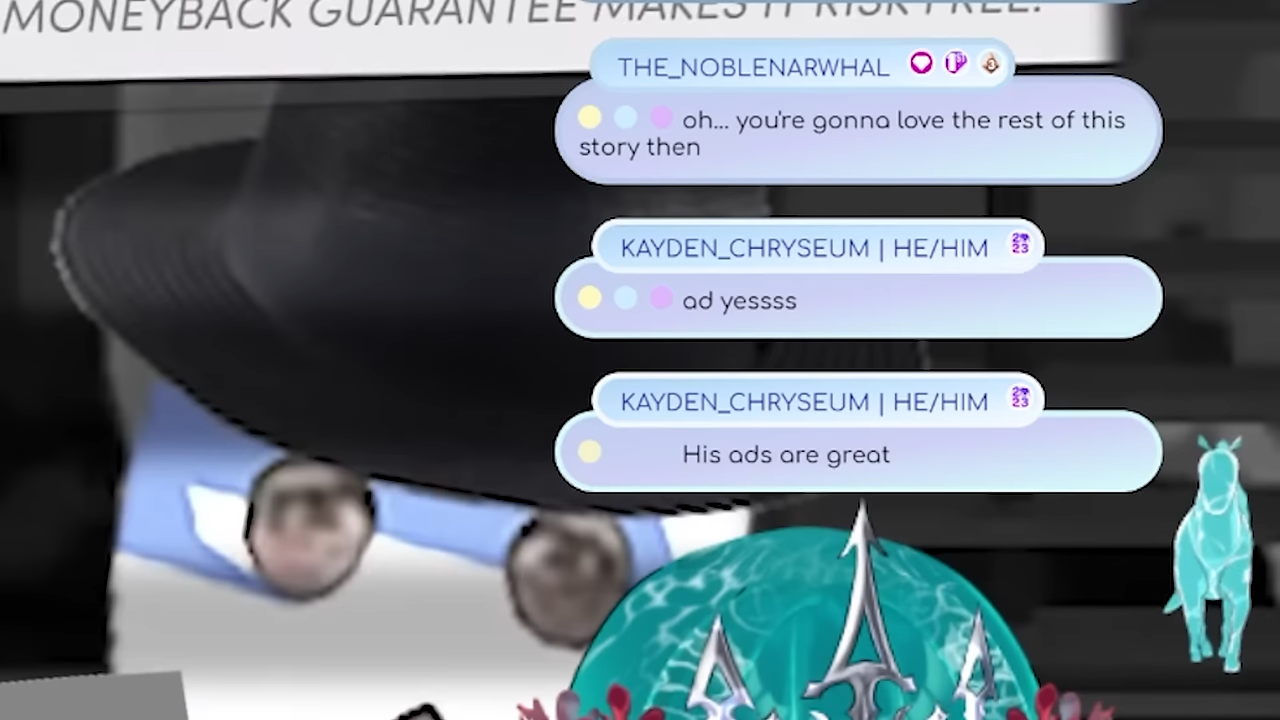 MONEYBACK GUARANTEE MAKES IT RISK FREE.
THE_NOBLENARWHAL
oh... you're gonna love the rest of this
story then
KAYDEN_CHRYSEUM | HE/HIM
ad yessss
KAYDEN_CHRYSEUM | HE/HIM
His ads are great